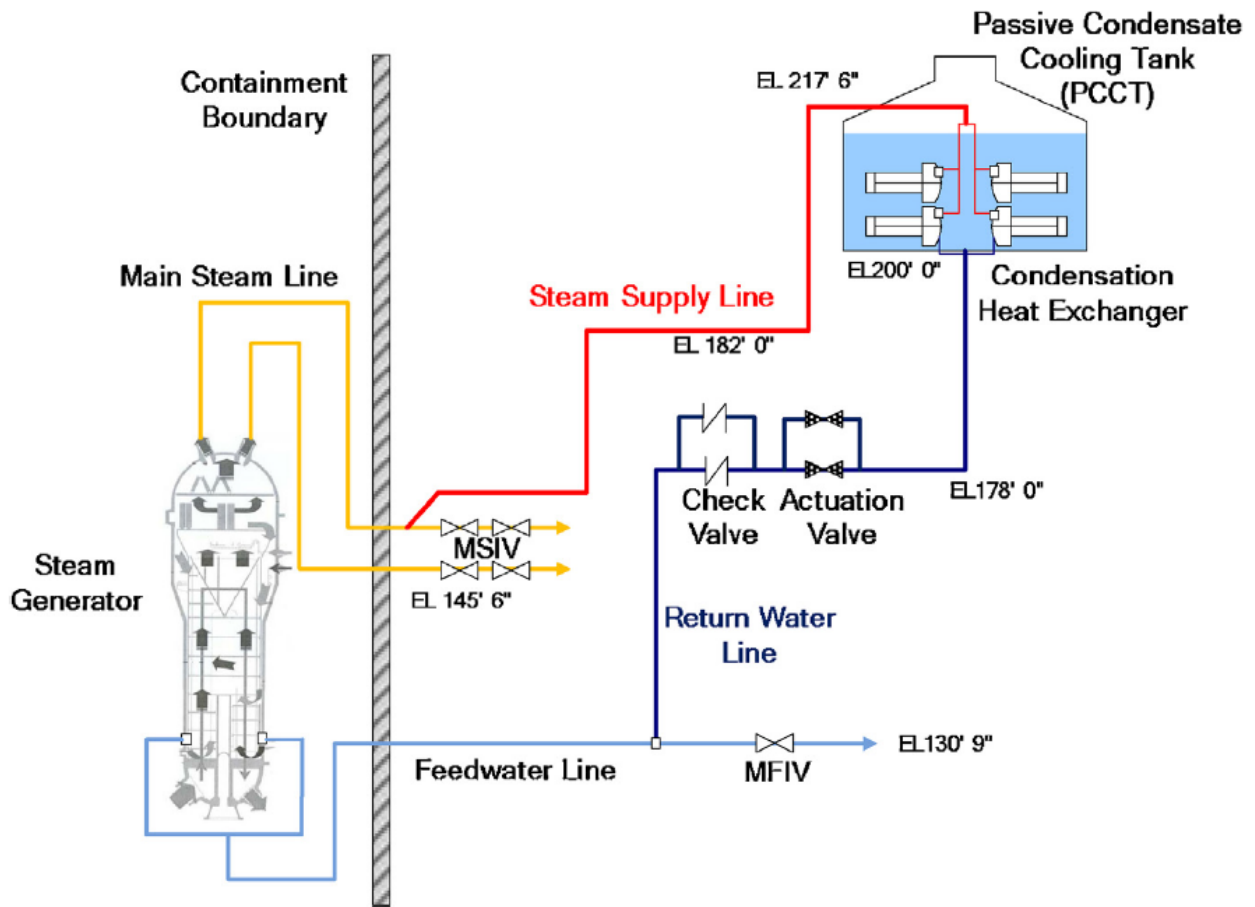 Passive Condensate
Cooling Tank
(PCCT)
Containment
Boundary
EL 217' 6"
Main Steam Line
Steam Supply Line
EL200' 0"
Condensation
Heat Exchanger
EL 182' 0"
Check
Valve
Actuation
Valve
EL178' 0"
MSIV
Steam
Generator
EL 145' 6"
Return Water
Line
Feedwater Line
MFIV
EL130' 9"